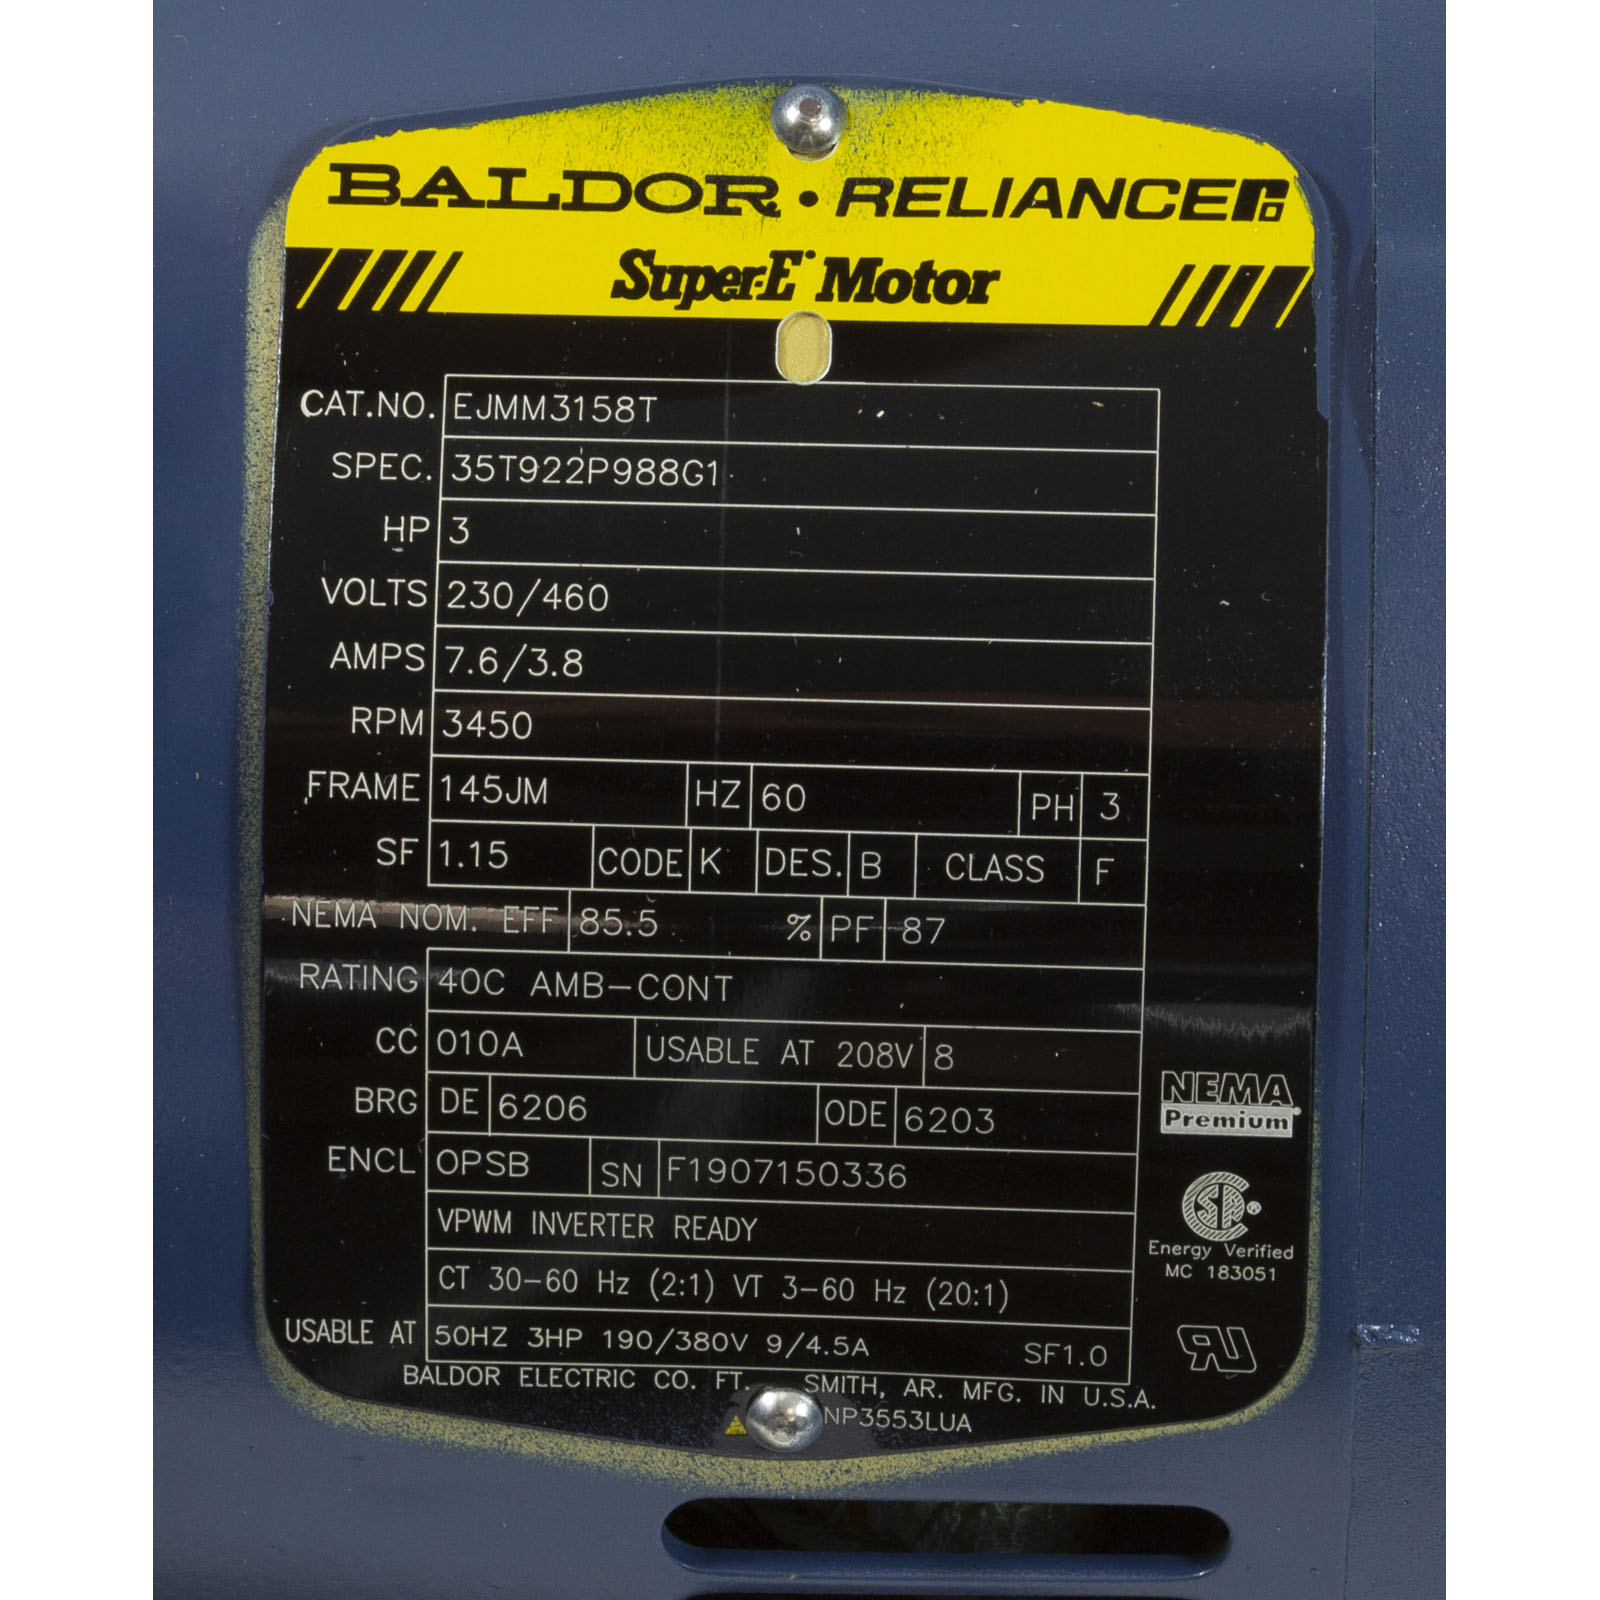 BALDOR • RELIANCE
Super-E® Motor
CAT.NO. EJMM3158T
SPEC. 35T922P988G1
HP 3
VOLTS 230/460
AMPS 7.6/3.8
RPM 3450
FRAME 145JM HZ 60 PH 3
SF 1.15 CODE K DES. B CLASS F
NEMA NOM. EFF 85.5 % PF 87
RATING 40C AMB-CONT
CC 010A USABLE AT 208V 8
BRG DE 6206 ODE 6203
ENCL OPSB SN F1907150336
VPWM INVERTER READY
CT 30-60 Hz (2:1) VT 3-60 Hz (20:1)
USABLE AT 50HZ 3HP 190/380V 9/4.5A SF1.0
BALDOR ELECTRIC CO. FT. SMITH, AR. MFG. IN U.S.A.
NP3553LUA
NEMA
Premium®
SA®
Energy Verified
MC 183051
RU